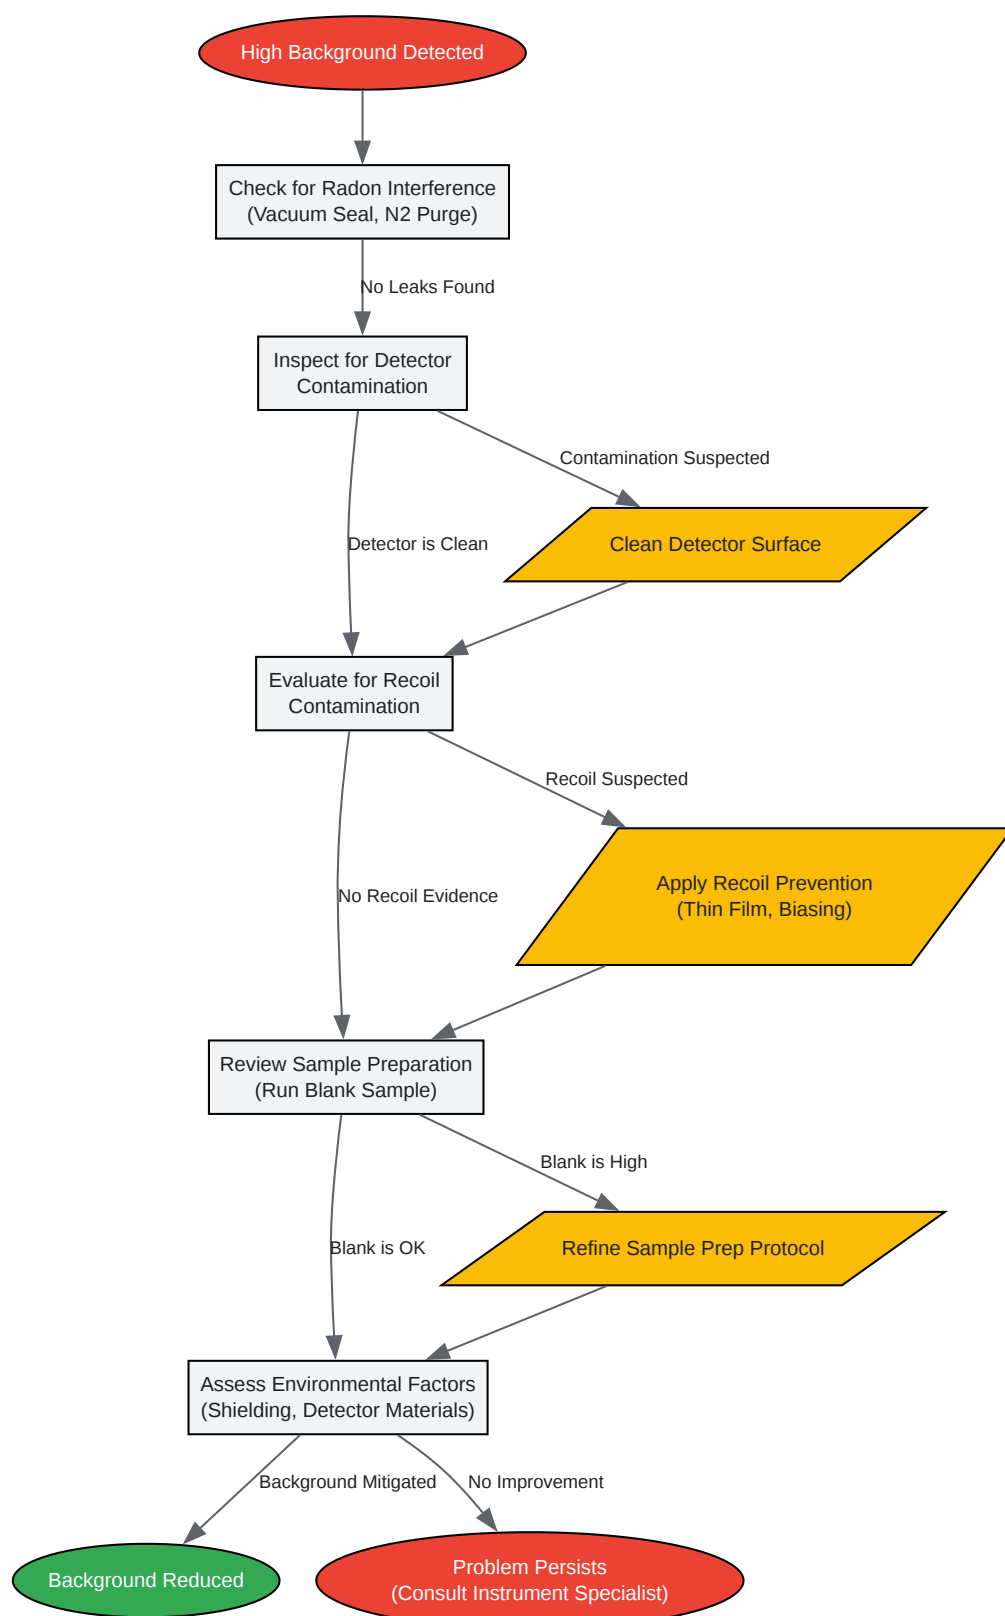 High Background Detected
Check for Radon Interference
(Vacuum Seal, N2 Purge)
No Leaks Found
Inspect for Detector
Contamination
Contamination Suspected
Detector is Clean
Clean Detector Surface
Evaluate for Recoil
Contamination
Recoil Suspected
No Recoil Evidence
Apply Recoil Prevention
(Thin Film, Biasing)
Review Sample Preparation
(Run Blank Sample)
Blank is High
Blank is OK
Refine Sample Prep Protocol
Assess Environmental Factors
(Shielding, Detector Materials)
Background Mitigated
No Improvement
Background Reduced
Problem Persists
(Consult Instrument Specialist)